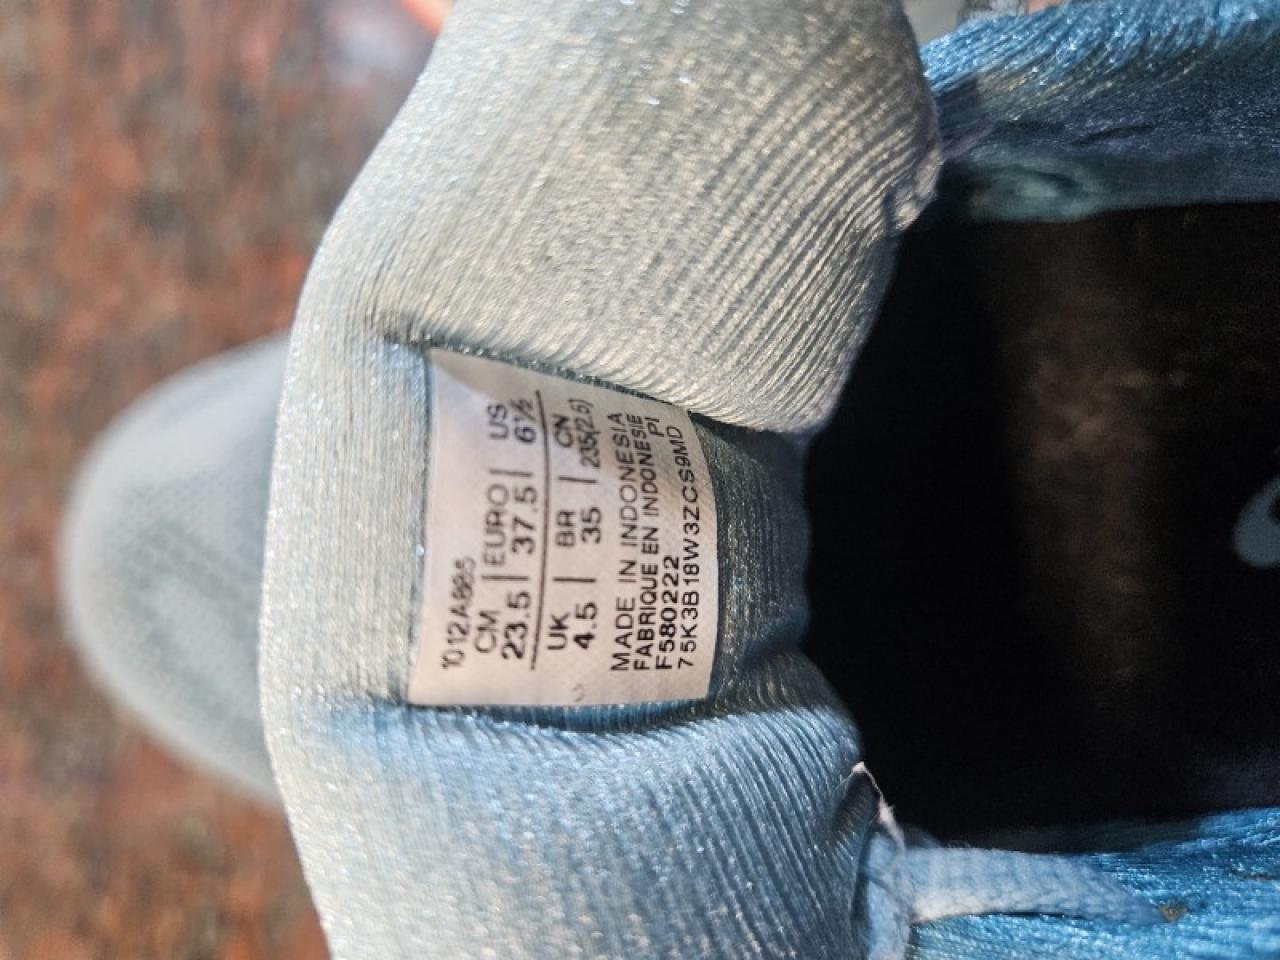 1012A885
CM | EURO | US
23.5 | 37.5 | 6½
UK | BR | CN
4.5 | 35 | 235(2.5)
MADE IN INDONESIA
FABRIQUE EN INDONESIE
F580222 PI
75K3B18W3ZCS9MD